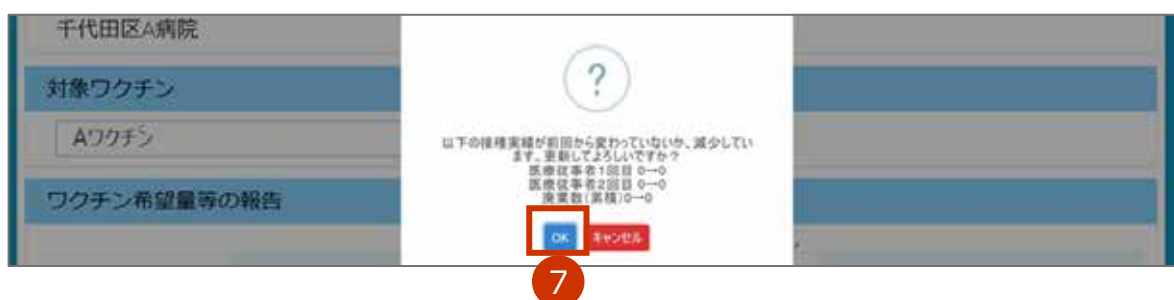 千代田区A病院
対象ワクチン
Aワクチン
ワクチン希望量等の報告
?
以下の接種実績が前回から変わっていないか、減少してい
ます。更新してよろしいですか?
医療従事者1回目 0→0
医療従事者2回目 0→0
廃棄数(累積)0→0
OK キャンセル
7